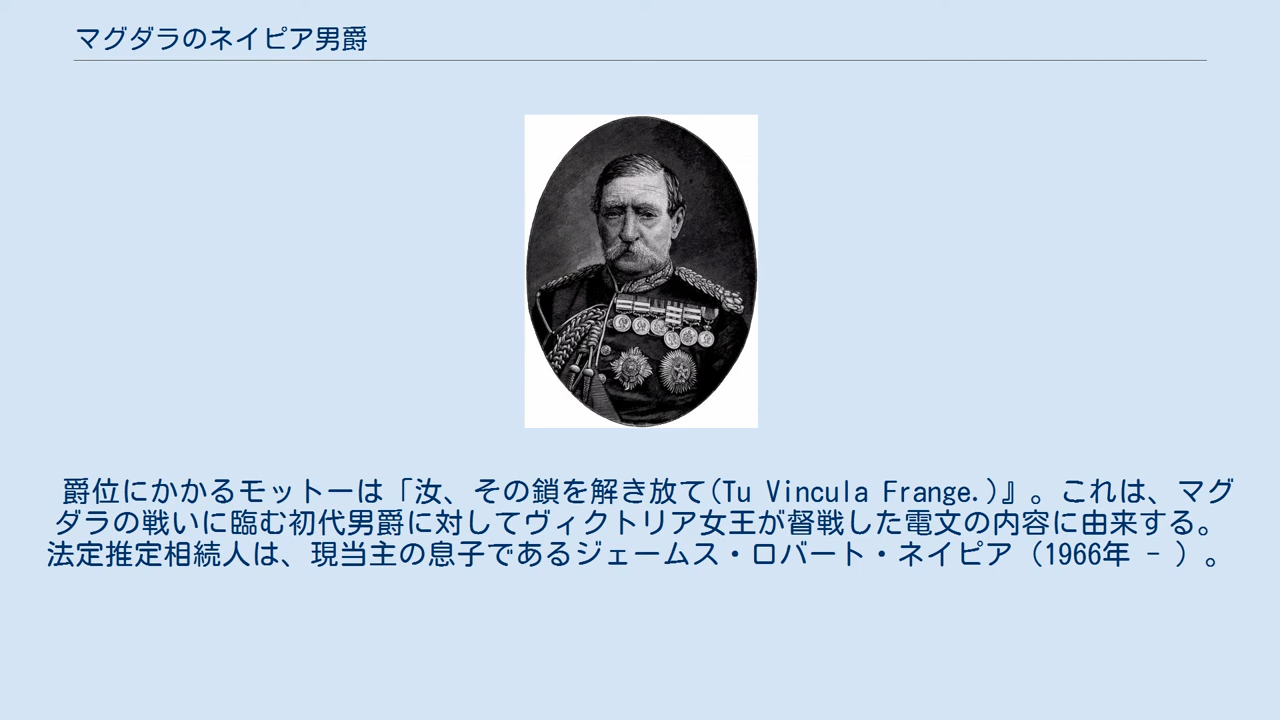 マグダラのネイピア男爵
爵位にかかるモットーは「汝、その鎖を解き放て(Tu Vincula Frange.)』。これは、マグ
ダラの戦いに臨む初代男爵に対してヴィクトリア女王が督戦した電文の内容に由来する。
法定推定相続人は、現当主の息子であるジェームス・ロバート・ネイピア (1966年 - ) 。